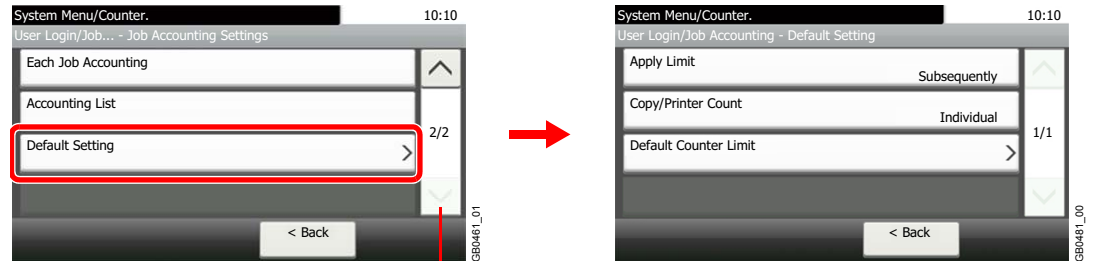 System Menu/Counter.
10:10
User Login/Job... - Job Accounting Settings
Each Job Accounting
Accounting List
2/2
Default Setting
< Back
GB0461_01
System Menu/Counter.
10:10
User Login/Job Accounting - Default Setting
Apply Limit
Subsequently
Copy/Printer Count
Individual
1/1
Default Counter Limit
< Back
GB0481_00